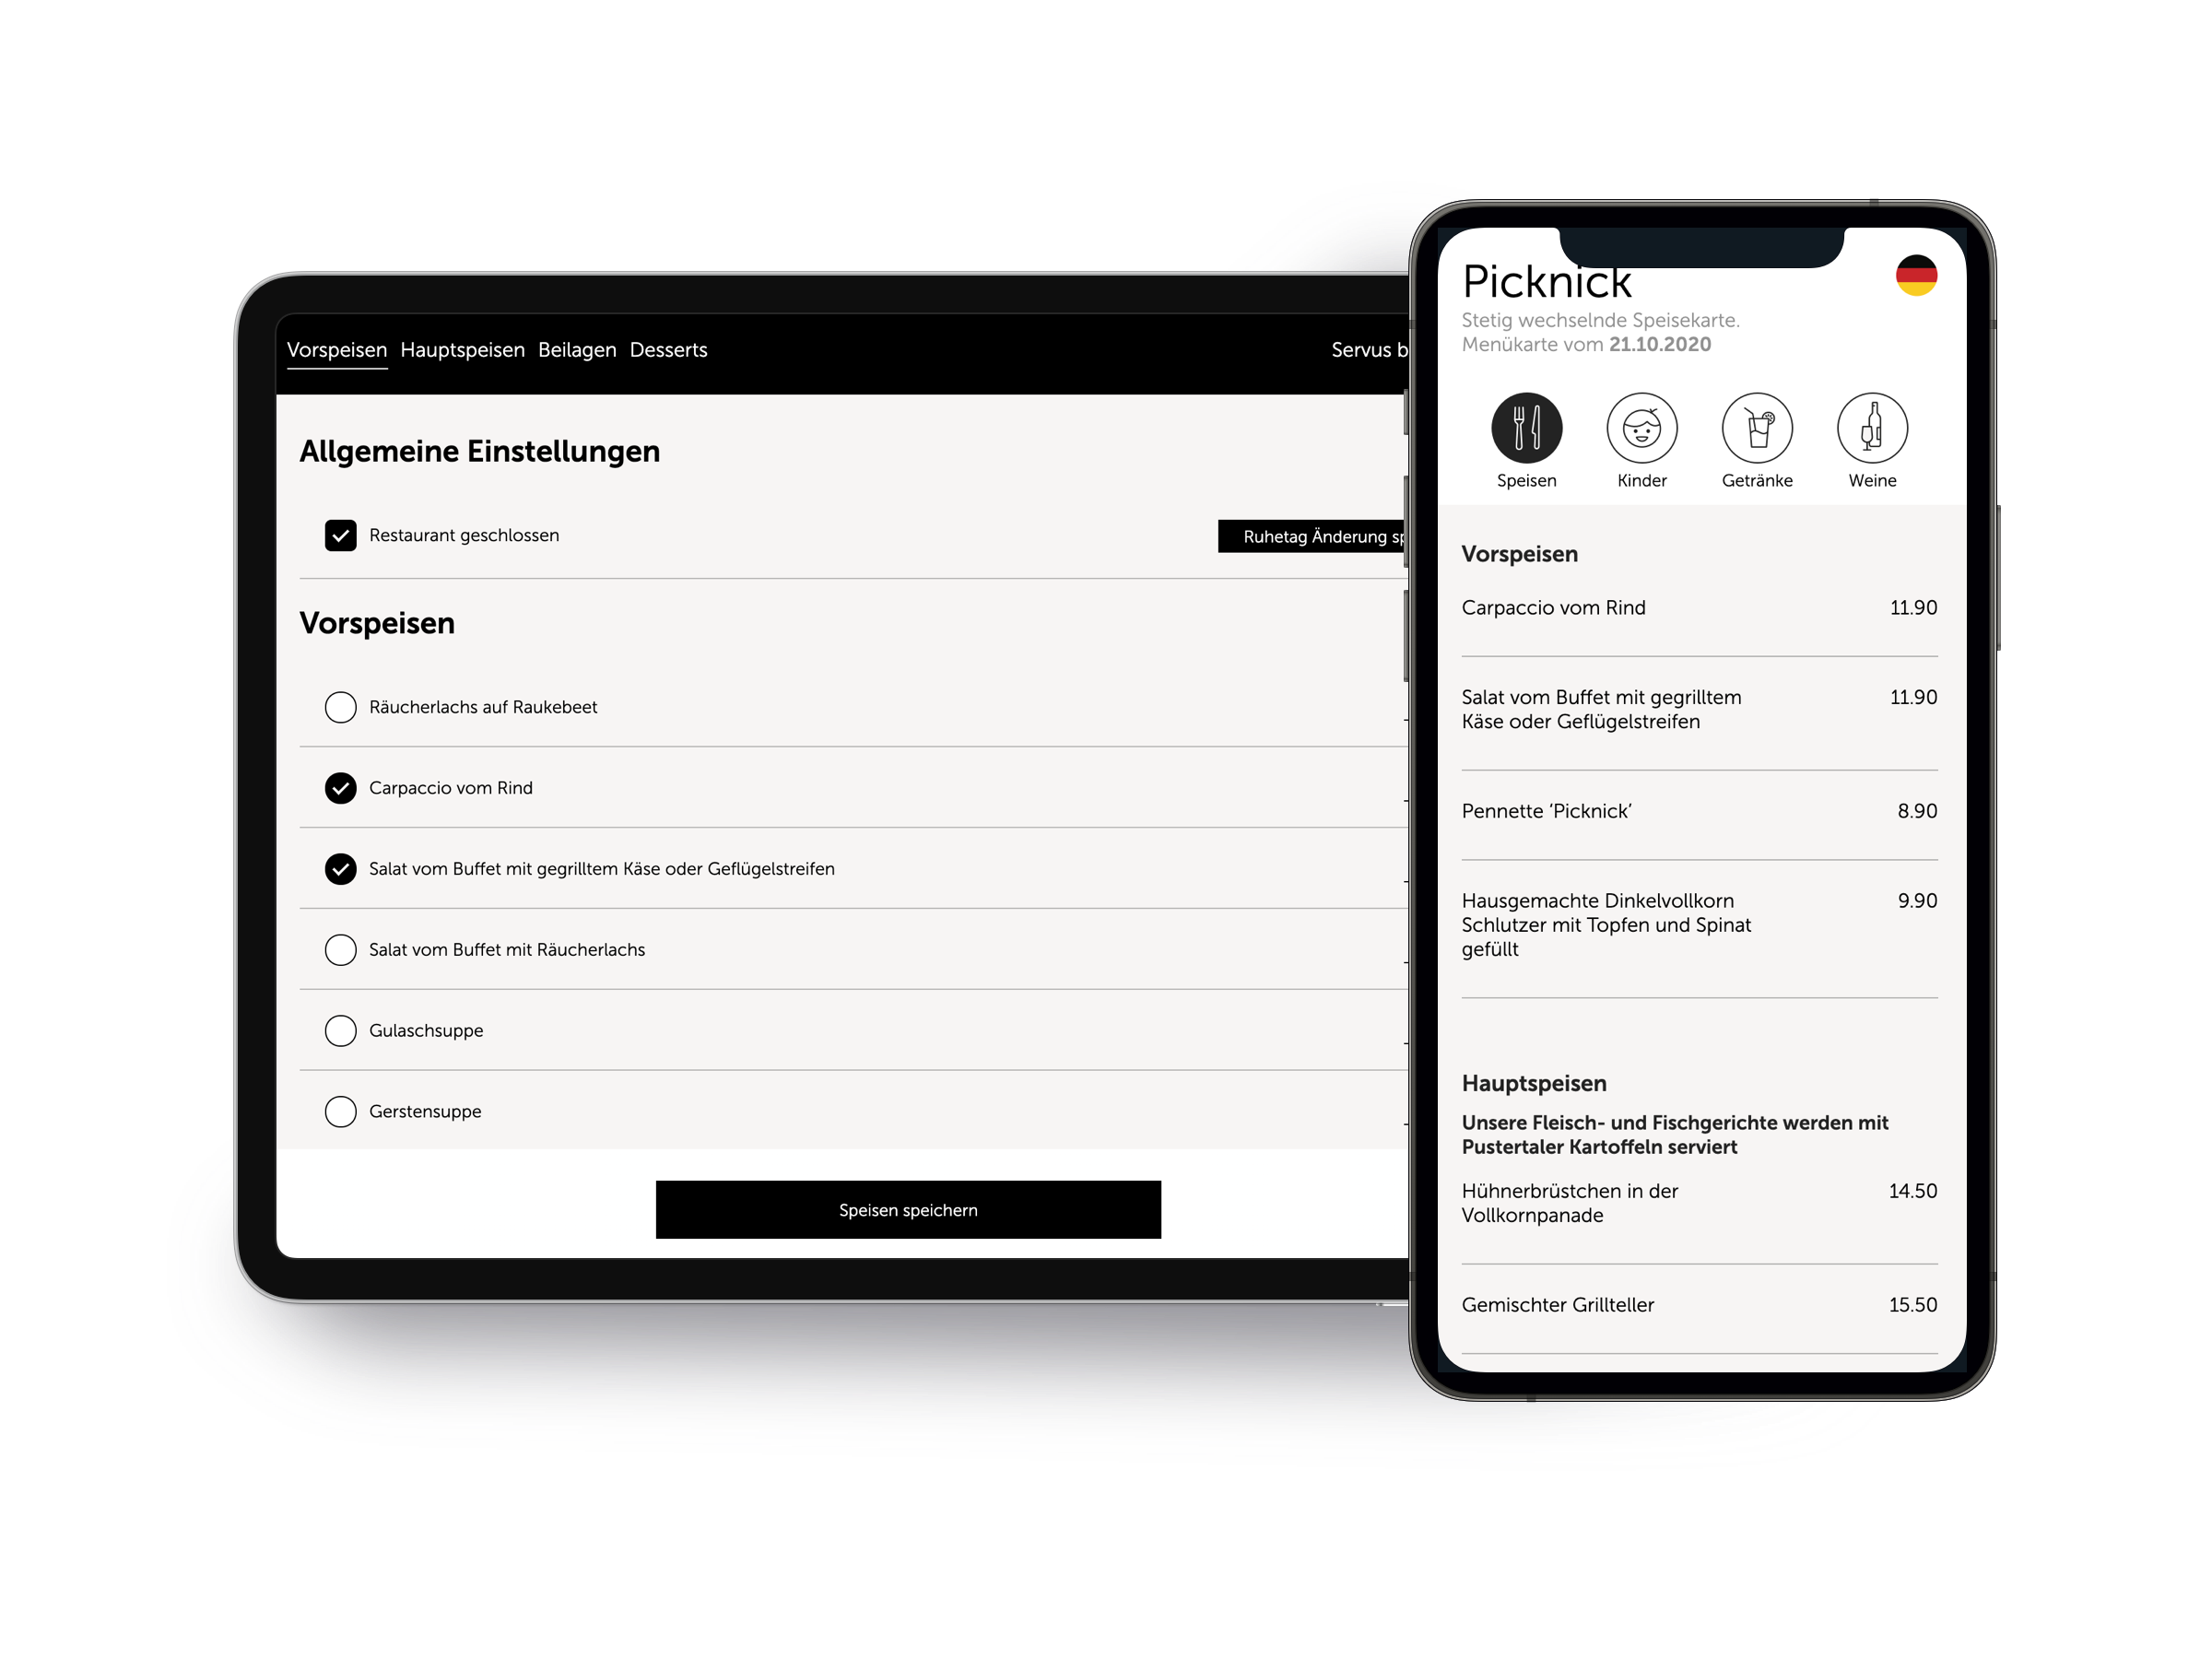 Vorspeisen Hauptspeisen Beilagen Desserts
Servus
Allgemeine Einstellungen
Restaurant geschlossen
Ruhetag Änderung
Vorspeisen
Räucherlachs auf Raukebeet
Carpaccio vom Rind
Salat vom Buffet mit gegrilltem Käse oder Geflügelstreifen
Salat vom Buffet mit Räucherlachs
Gulaschsuppe
Gerstensuppe
Speisen speichern
Picknick
Stetig wechselnde Speisekarte.
Menükarte vom 21.10.2020
Speisen Kinder Getränke Weine
Vorspeisen
Carpaccio vom Rind 11.90
Salat vom Buffet mit gegrilltem 11.90
Käse oder Geflügelstreifen
Pennette ‘Picknick’ 8.90
Hausgemachte Dinkelvollkorn 9.90
Schlutzer mit Topfen und Spinat
gefüllt
Hauptspeisen
Unsere Fleisch- und Fischgerichte werden mit
Pustertaler Kartoffeln serviert
Hühnerbrüstchen in der 14.50
Vollkornpanade
Gemischter Grillteller 15.50